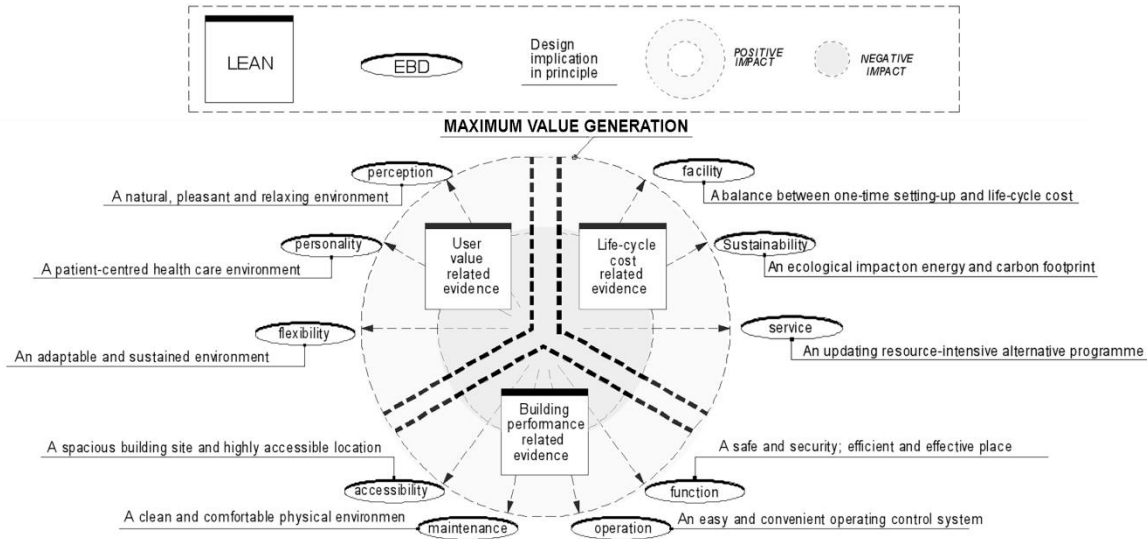 LEAN
EBD
Design
implication
in principle
POSITIVE
IMPACT
NEGATIVE
IMPACT
MAXIMUM VALUE GENERATION
perception
A natural, pleasant and relaxing environment
personality
A patient-centred health care environment
flexibility
An adaptable and sustained environment
User
value
related
evidence
facility
A balance between one-time setting-up and life-cycle cost
Sustainability
An ecological impact on energy and carbon footprint
service
An updating resource-intensive alternative programme
Life-cycle
cost
related
evidence
Building
performance
related
evidence
A spacious building site and highly accessible location
accessibility
A clean and comfortable physical environmen
maintenance
A safe and security; efficient and effective place
function
An easy and convenient operating control system
operation